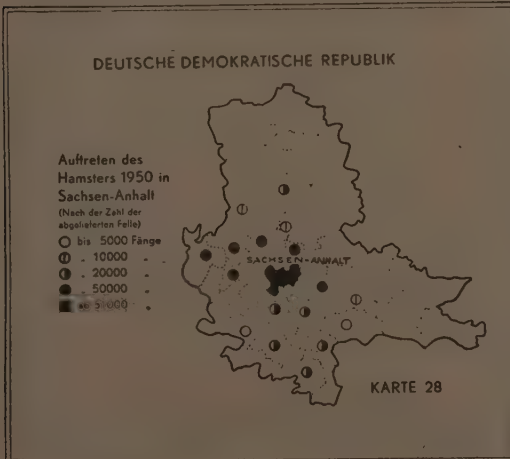 DEUTSCHE DEMOKRATISCHE REPUBLIK
Auftreten des
Hamsters 1950 in
Sachsen-Anhalt
(Nach der Zahl der
abgelieferten Felle)
bis 5000 Fänge
" 10000 "
" 20000 "
" 50000 "
SACHSEN-ANHALT
KARTE 28